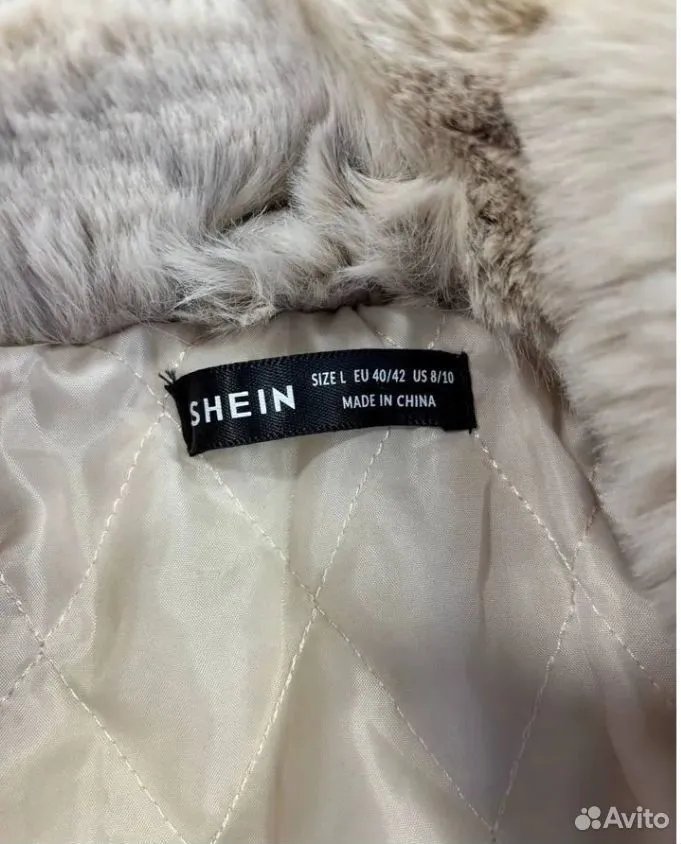 SHEIN
SIZE L EU 40/42 US 8/10
MADE IN CHINA
Avito